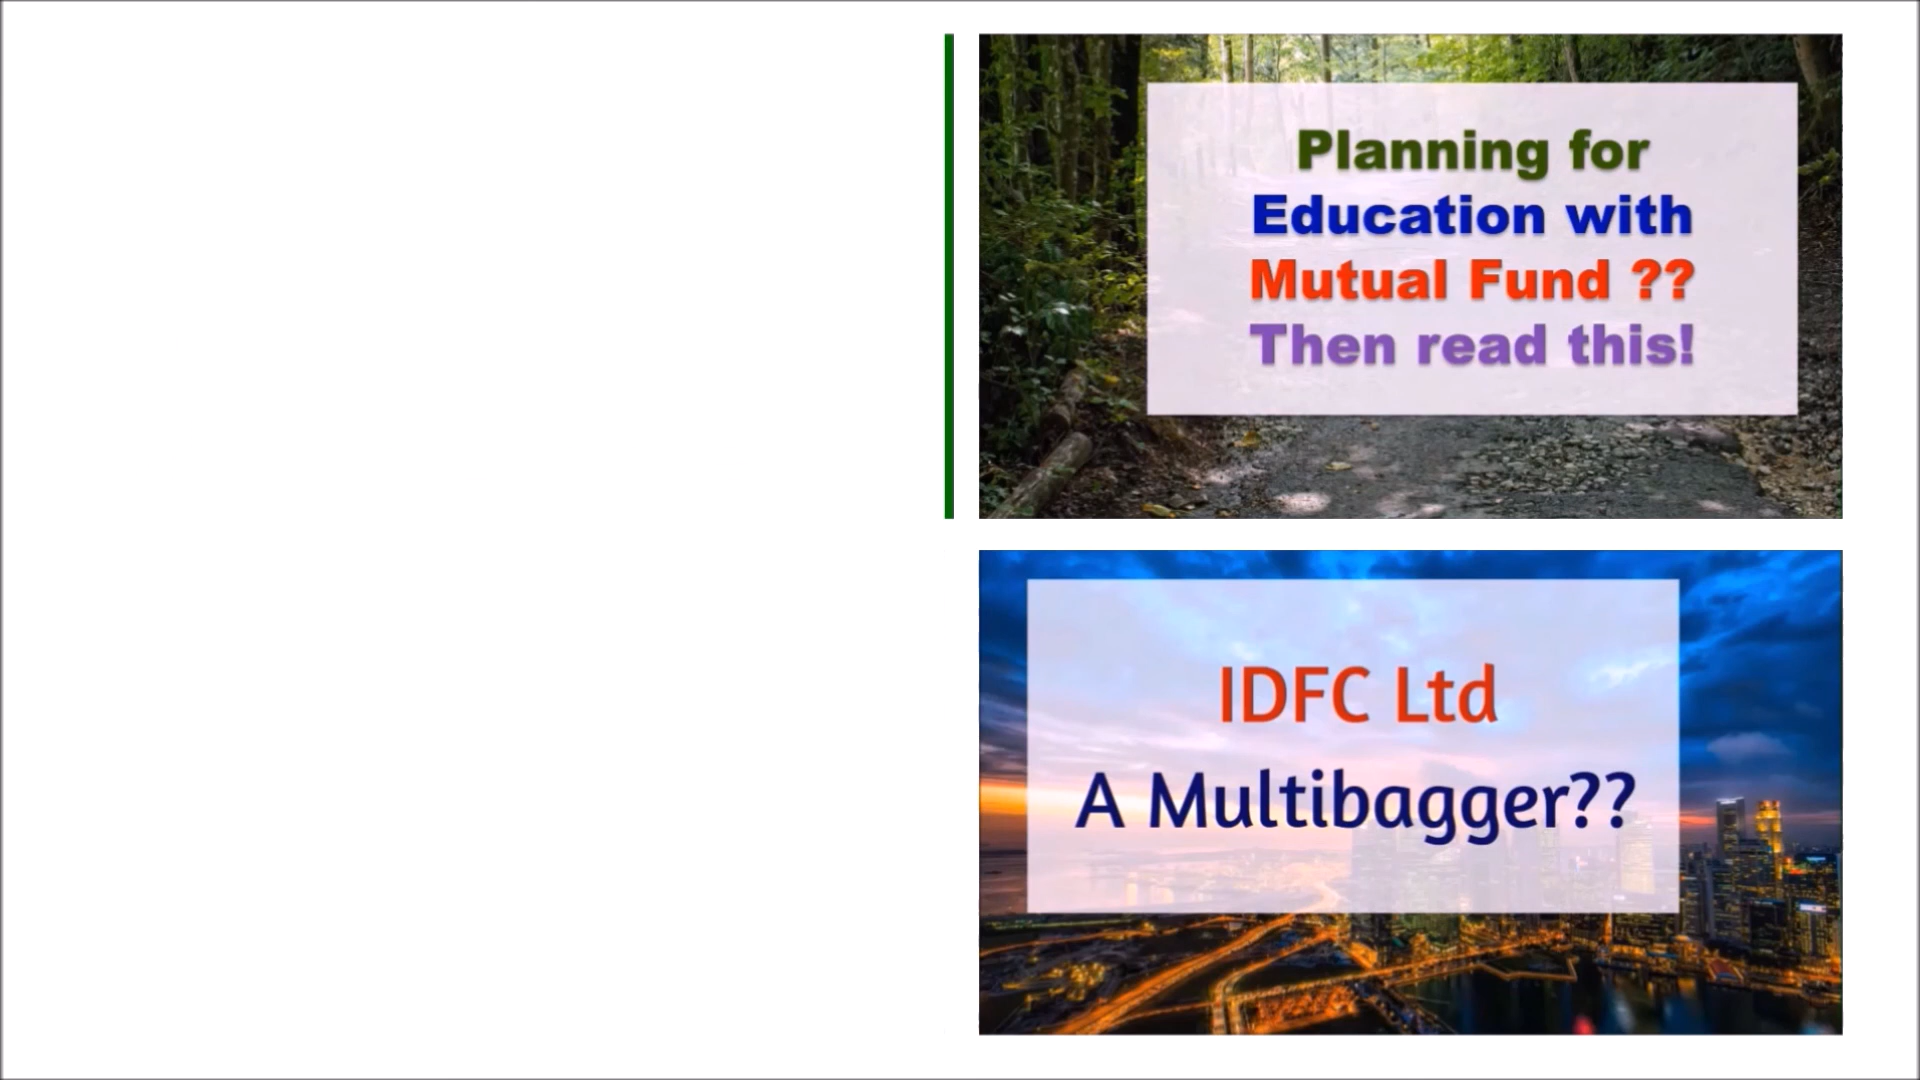 Planning for
Education with
Mutual Fund ??
Then read this!
IDFC Ltd
A Multibagger??